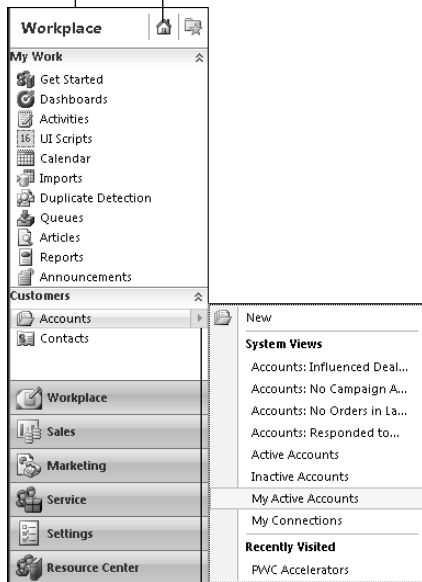 Workplace
My Work
Get Started
Dashboards
Activities
16 UI Scripts
Calendar
Imports
Duplicate Detection
Queues
Articles
Reports
Announcements
Customers
Accounts
Contacts
Workplace
Sales
Marketing
Service
Settings
Resource Center
New
System Views
Accounts: Influenced Deal...
Accounts: No Campaign A...
Accounts: No Orders in La...
Accounts: Responded to...
Active Accounts
Inactive Accounts
My Active Accounts
My Connections
Recently Visited
PWC Accelerators